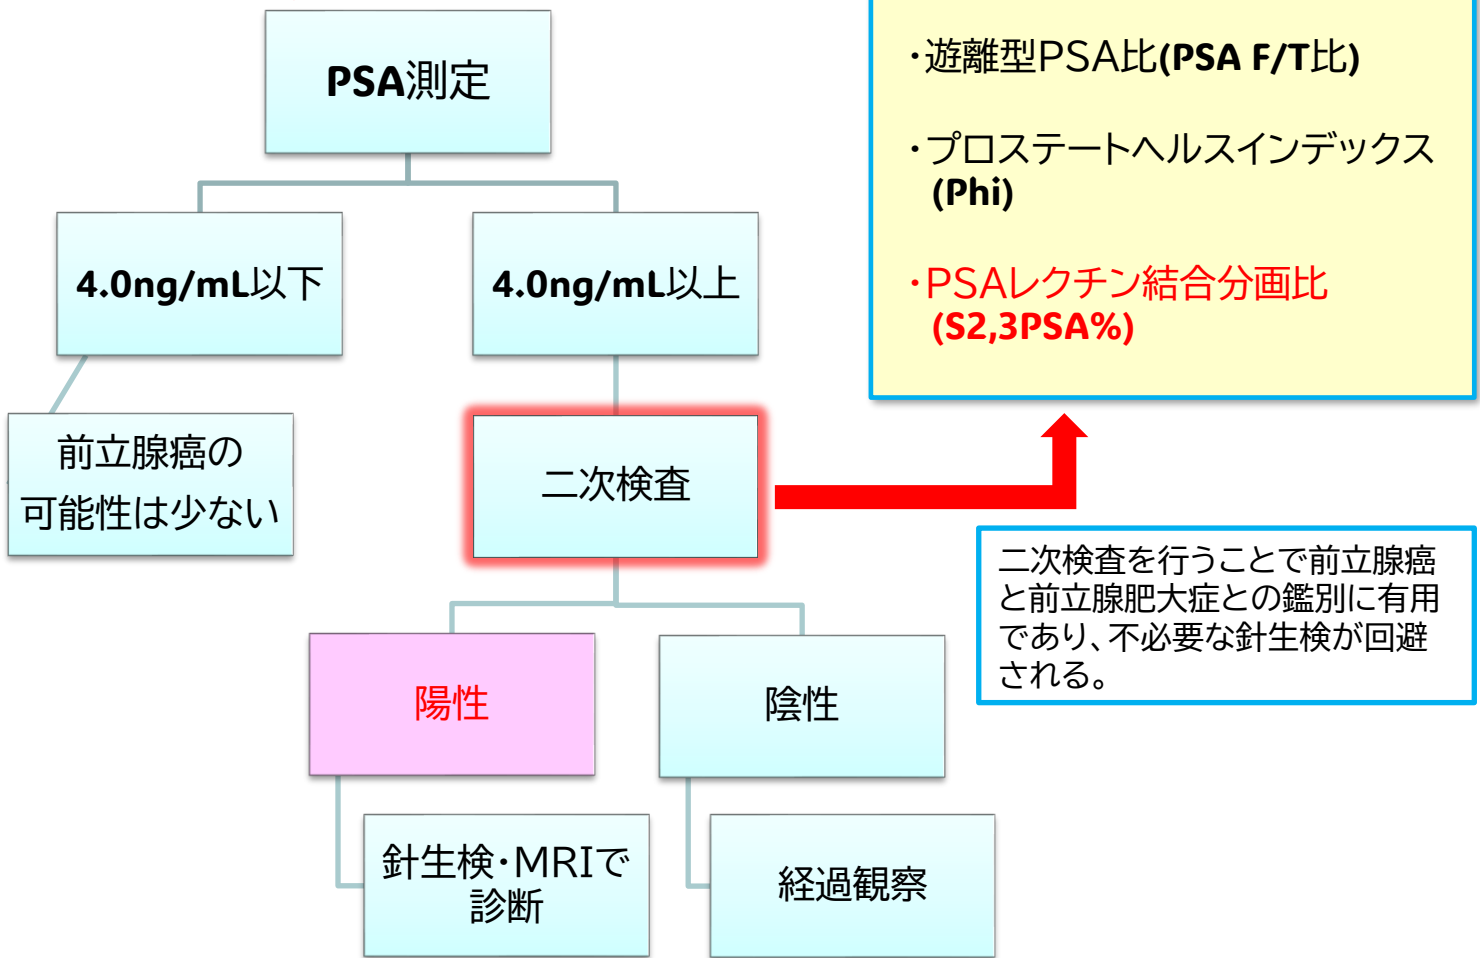 PSA測定
4.0ng/mL以下
4.0ng/mL以上
前立腺癌の
可能性は少ない
二次検査
陽性
陰性
針生検・MRIで
診断
経過観察
・遊離型PSA比(PSA F/T比)
・プロステートヘルスインデックス
(Phi)
・PSAレクチン結合分画比
(S2,3PSA%)
二次検査を行うことで前立腺癌
と前立腺肥大症との鑑別に有用
であり、不必要な針生検が回避
される。